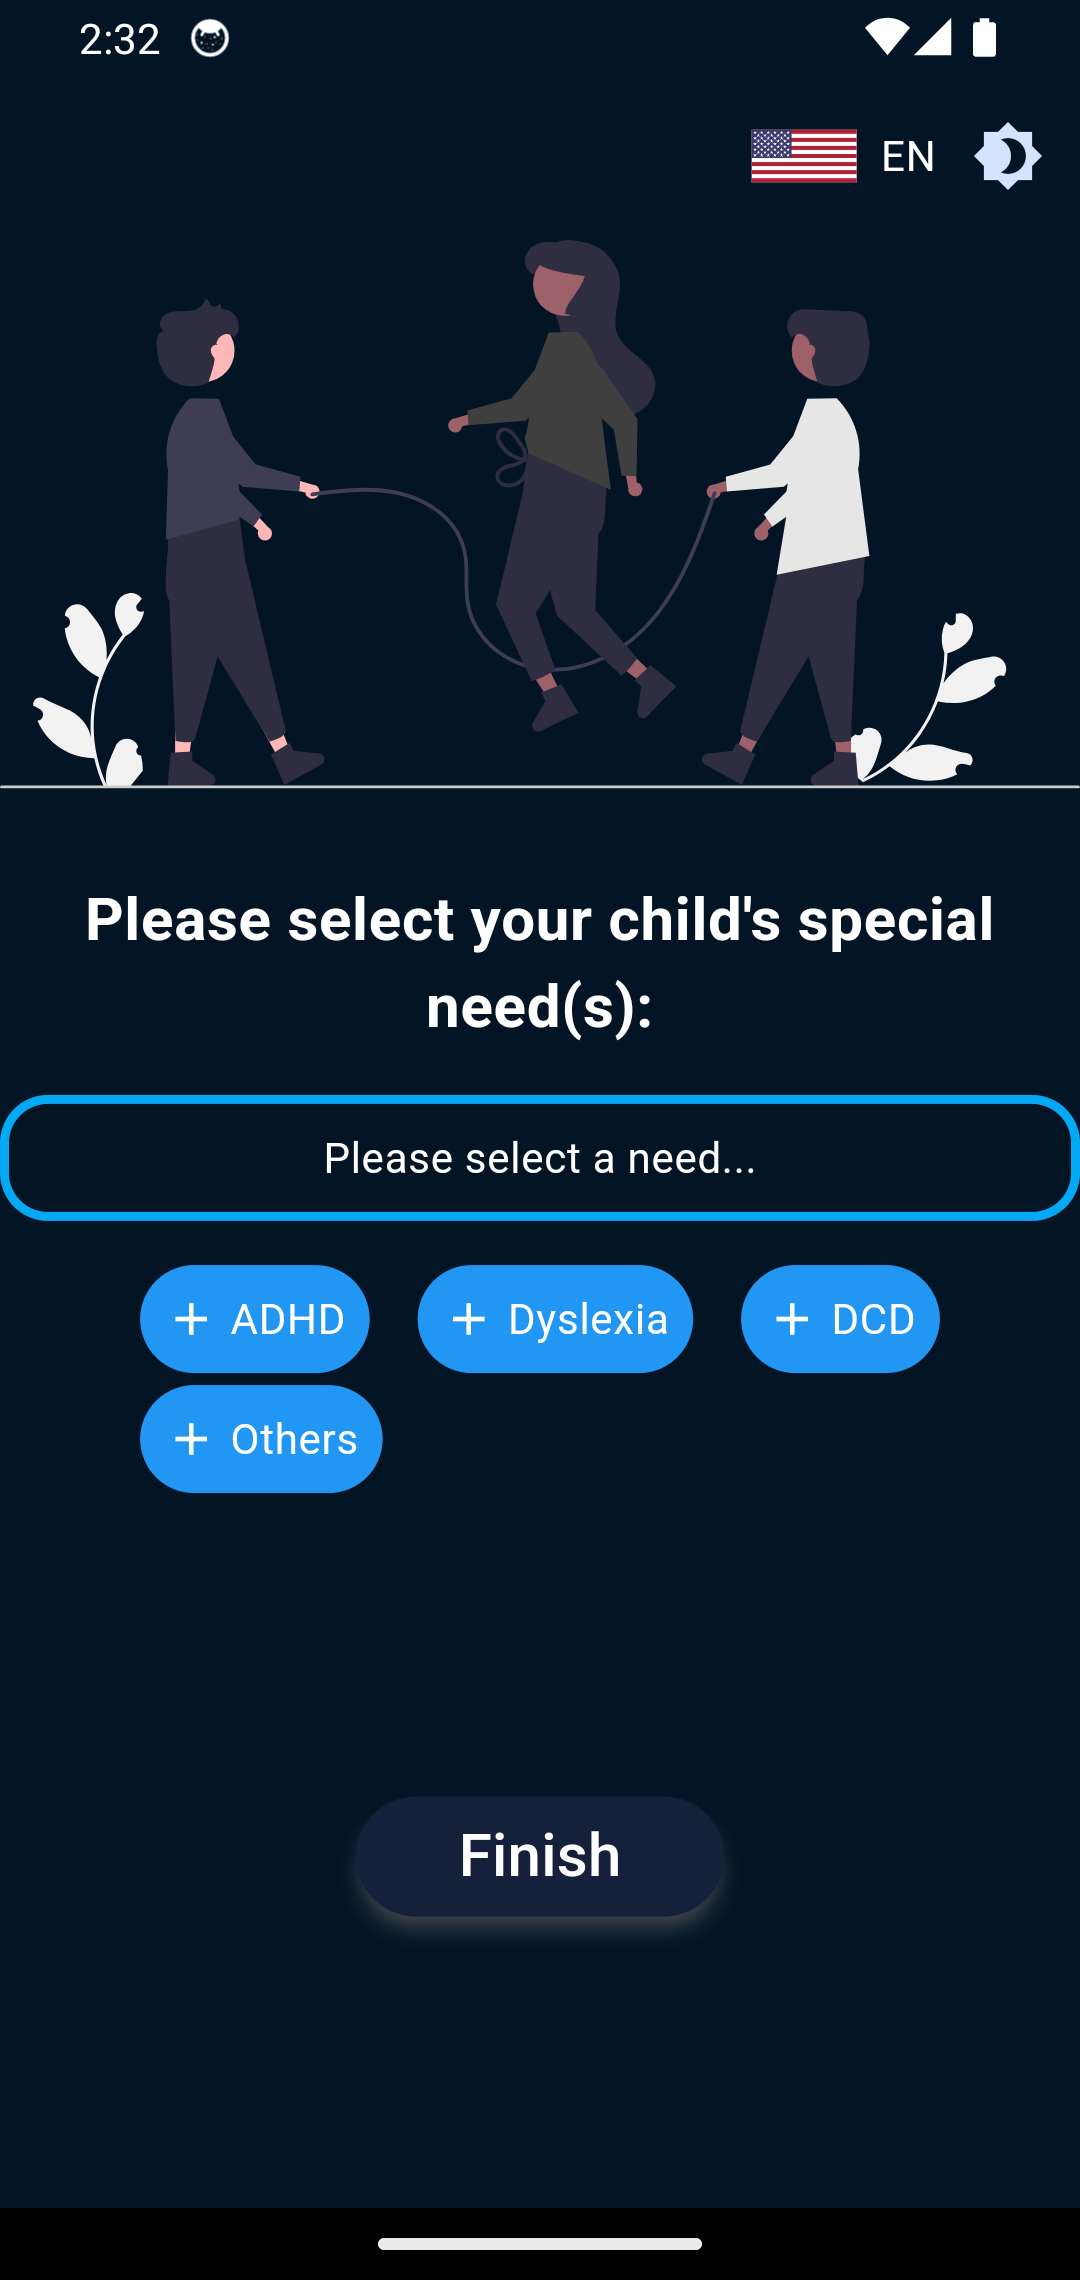 2:32
EN
Please select your child's special
need(s):
Please select a need...
+ ADHD + Dyslexia + DCD
+ Others
Finish